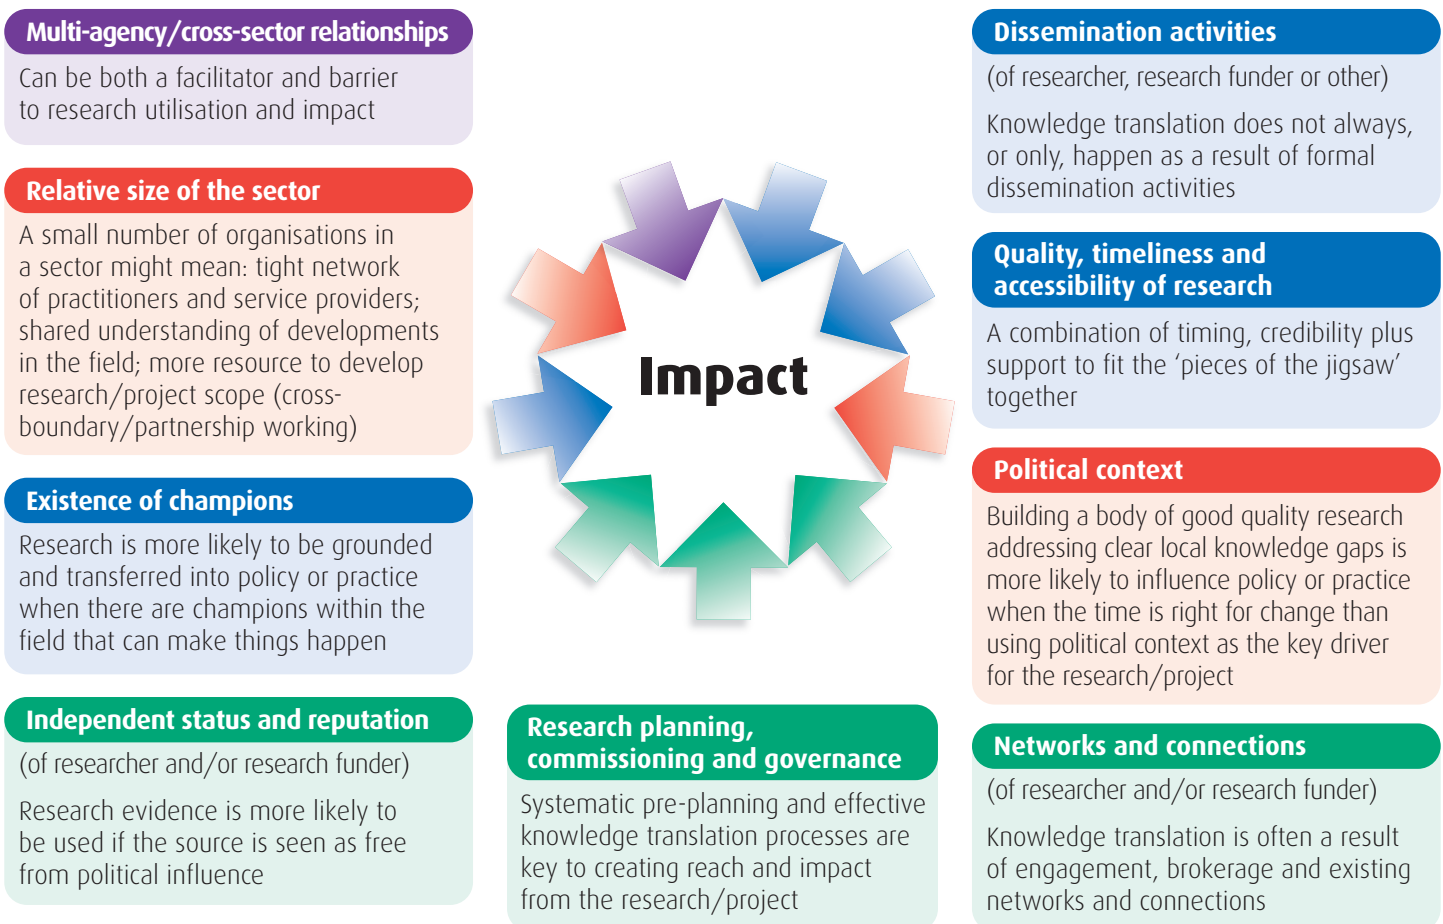 Multi-agency/cross-sector relationships
Can be both a facilitator and barrier
to research utilisation and impact
Relative size of the sector
A small number of organisations in
a sector might mean: tight network
of practitioners and service providers;
shared understanding of developments
in the field; more resource to develop
research/project scope (cross-
boundary/partnership working)
Existence of champions
Research is more likely to be grounded
and transferred into policy or practice
when there are champions within the
field that can make things happen
Independent status and reputation
(of researcher and/or research funder)
Research evidence is more likely to
be used if the source is seen as free
from political influence
Impact
Research planning,
commissioning and governance
Systematic pre-planning and effective
knowledge translation processes are
key to creating reach and impact
from the research/project
Dissemination activities
(of researcher, research funder or other)
Knowledge translation does not always,
or only, happen as a result of formal
dissemination activities
Quality, timeliness and
accessibility of research
A combination of timing, credibility plus
support to fit the ‘pieces of the jigsaw’
together
Political context
Building a body of good quality research
addressing clear local knowledge gaps is
more likely to influence policy or practice
when the time is right for change than
using political context as the key driver
for the research/project
Networks and connections
(of researcher and/or research funder)
Knowledge translation is often a result
of engagement, brokerage and existing
networks and connections